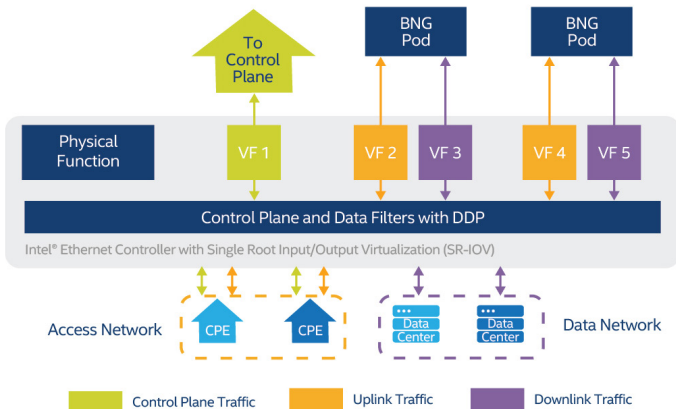 To
Control
Plane
BNG
Pod
BNG
Pod
Physical
Function
VF 1
VF 2
VF 3
VF 4
VF 5
Control Plane and Data Filters with DDP
Intel® Ethernet Controller with Single Root Input/Output Virtualization (SR-IOV)
Access Network
CPE
CPE
Data
Center
Data
Center
Data Network
Control Plane Traffic
Uplink Traffic
Downlink Traffic